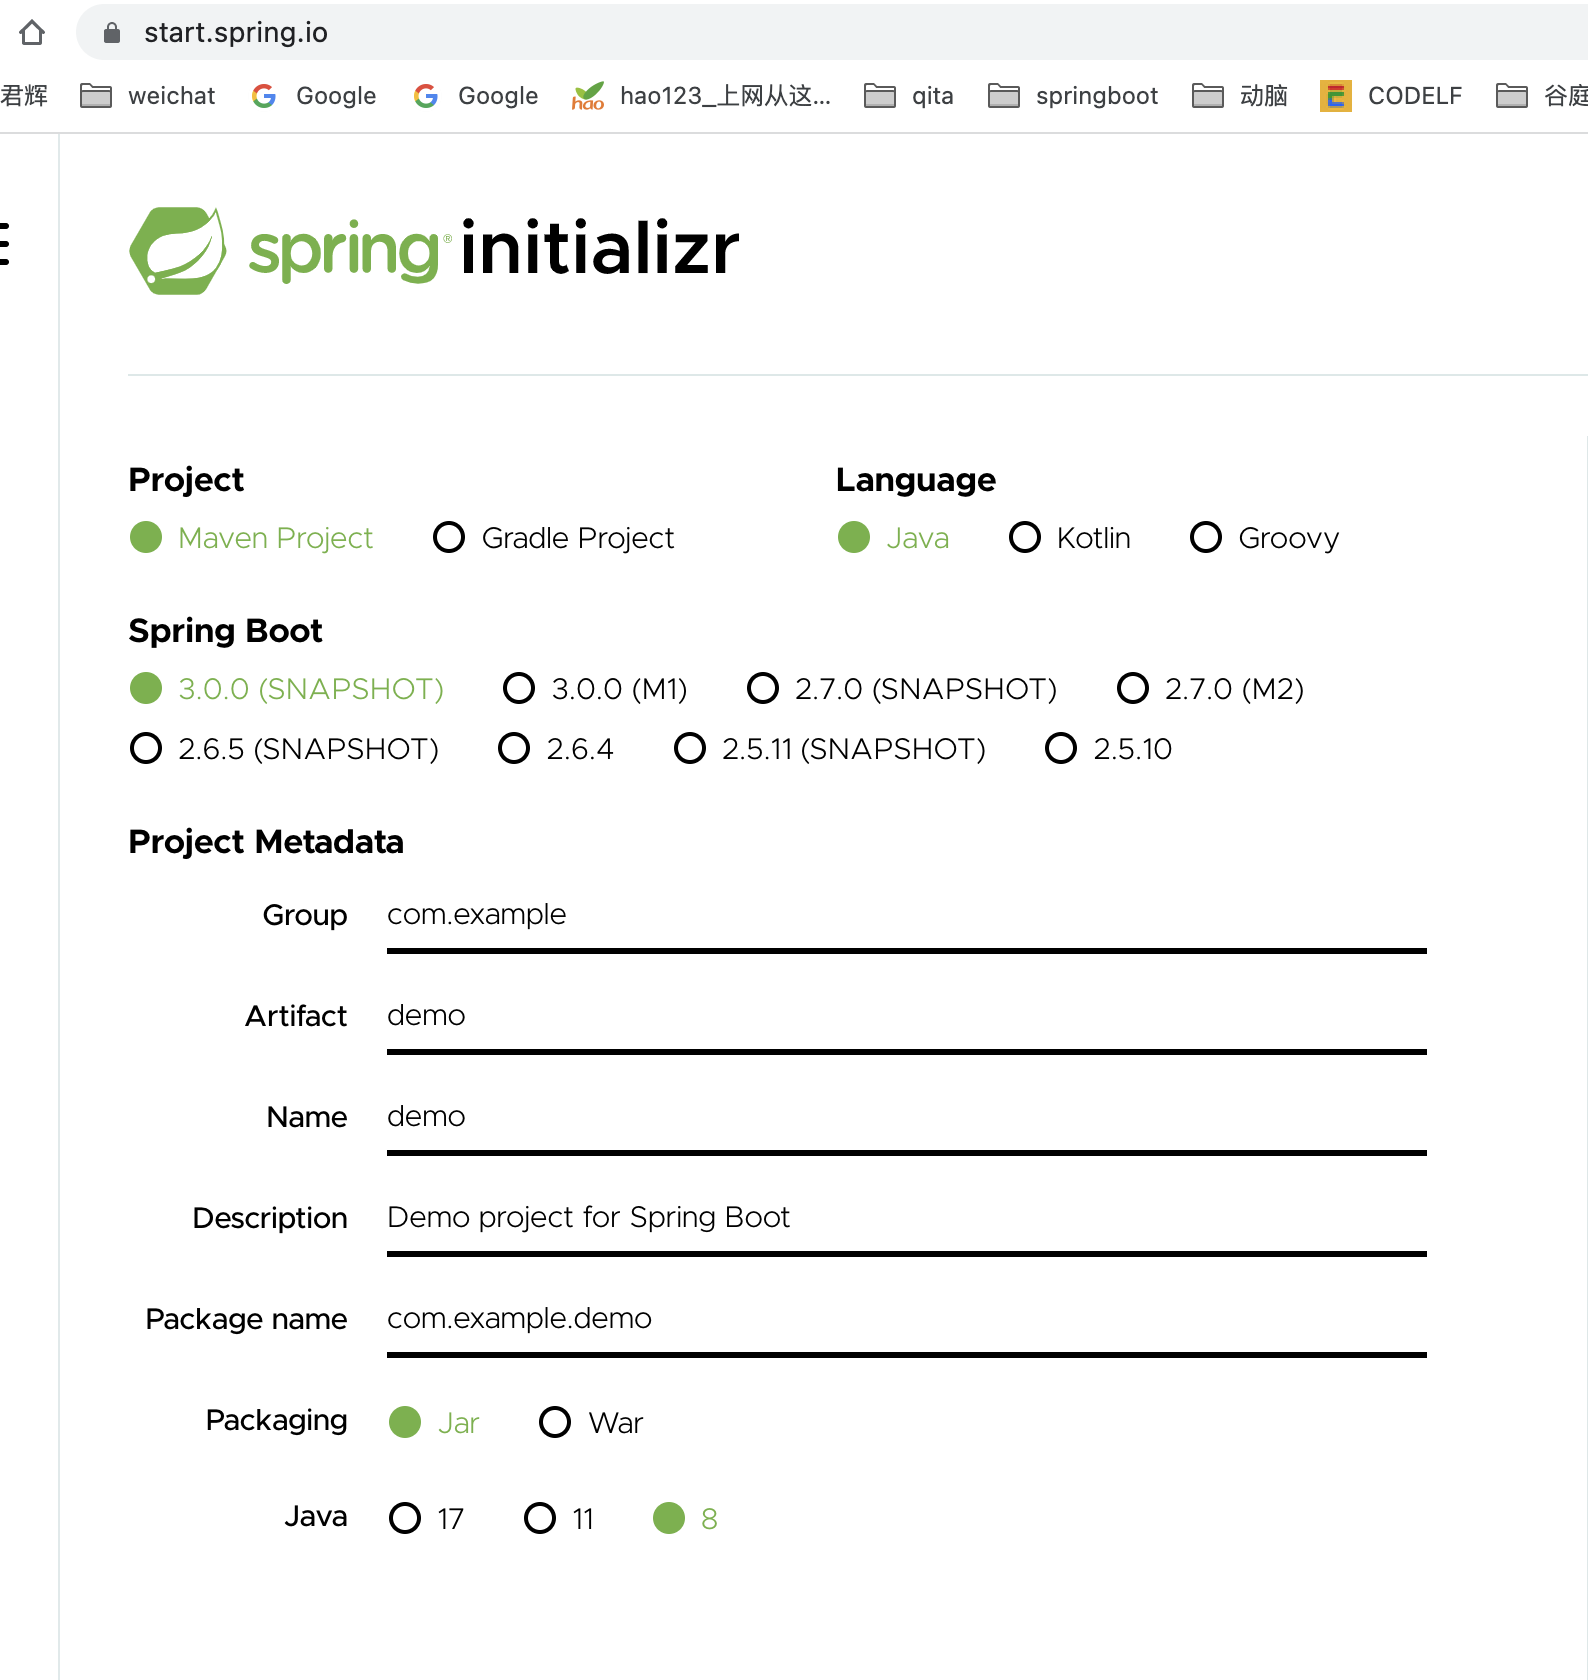 start.spring.io
君辉 weichat Google Google hao123_上网从这... qita springboot 动脑 CODELF 谷庭
spring® initializr
Project Language
Maven Project Gradle Project Java Kotlin Groovy
Spring Boot
3.0.0 (SNAPSHOT) 3.0.0 (M1) 2.7.0 (SNAPSHOT) 2.7.0 (M2)
2.6.5 (SNAPSHOT) 2.6.4 2.5.11 (SNAPSHOT) 2.5.10
Project Metadata
Group com.example
Artifact demo
Name demo
Description Demo project for Spring Boot
Package name com.example.demo
Packaging Jar War
Java 17 11 8